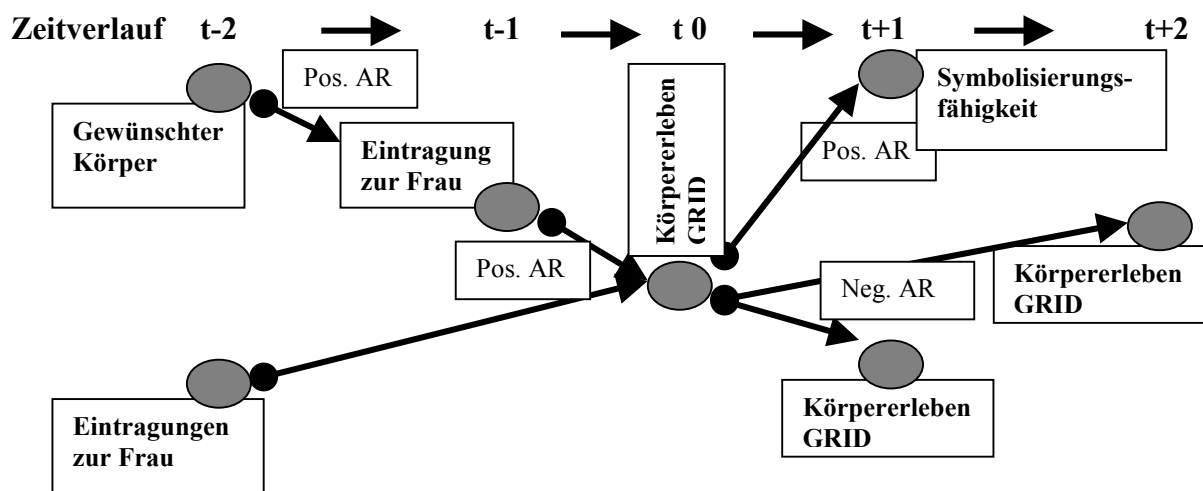 Zeitverlauf t-2 t-1 t 0 t+1 t+2
Pos. AR
Gewünschter
Körper
Eintragung
zur Frau
Körpererleben
GRID
Symbolisierungs-
fähigkeit
Pos. AR
Pos. AR
Neg. AR
Körpererleben
GRID
Körpererleben
GRID
Eintragungen
zur Frau